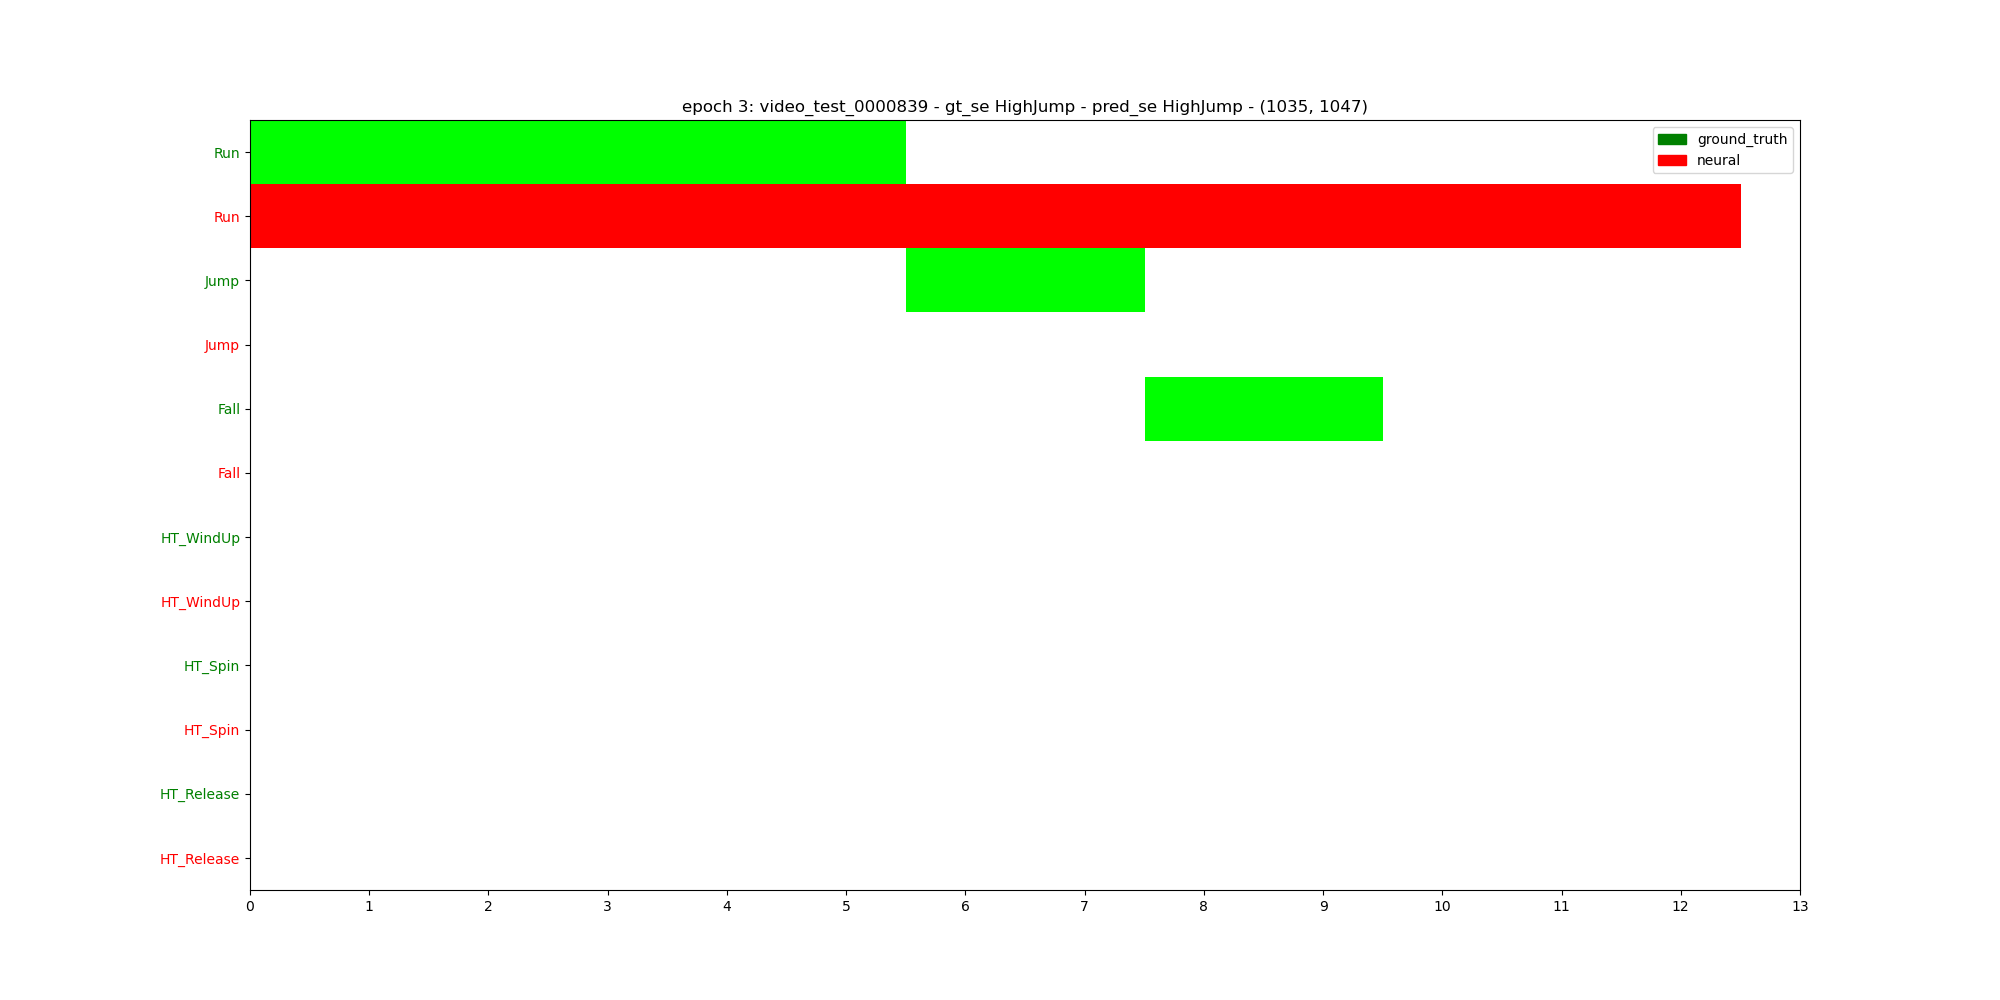 epoch 3: video_test_0000839 - gt_se HighJump - pred_se HighJump - (1035, 1047)
ground_truth
neural
Run
Run
Jump
Jump
Fall
Fall
HT_WindUp
HT_WindUp
HT_Spin
HT_Spin
HT_Release
HT_Release
0 1 2 3 4 5 6 7 8 9 10 11 12 13